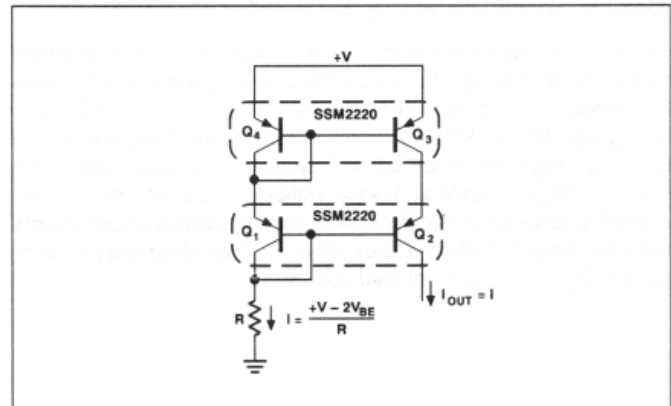 +V
SSM2220
Q4 Q3
SSM2220
Q1 Q2
IOUT = I
R I = +V – 2VBE
R